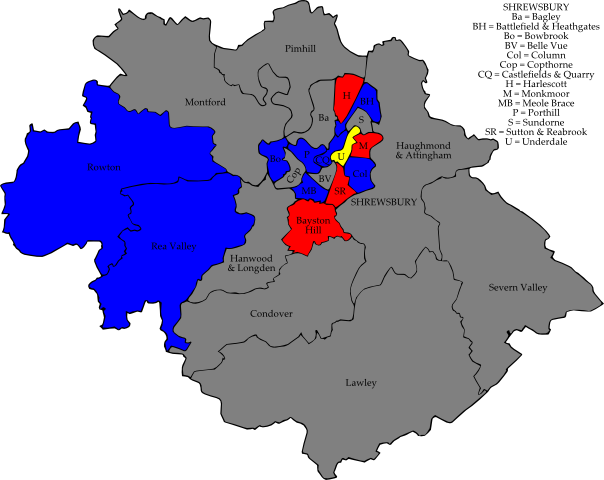 SHREWSBURY
Ba = Bagley
BH = Battlefield & Heathgates
Bo = Bowbrook
BV = Belle Vue
Col = Column
Cop = Copthorne
CQ = Castlefields & Quarry
H = Harlescott
M = Monkmoor
MB = Meole Brace
P = Porthill
S = Sundorne
SR = Sutton & Reabrook
U = Underdale
Pimhill
Montford
H
BH
Ba
S
Haughmond
& Attingham
M
U
Bo
P
CQ
Rowton
Cop
BV
Col
MB
SR
SHREWSBURY
Bayston
Hill
Rea Valley
Hanwood
& Longden
Severn Valley
Condover
Lawley